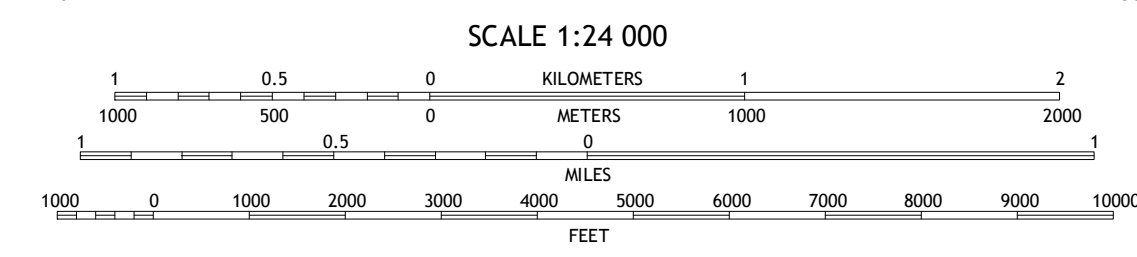 SCALE 1:24 000
1 0.5 0 KILOMETERS 1 2
1000 500 0 METERS 1000 2000
1 0.5 0 1
MILES
1000 0 1000 2000 3000 4000 5000 6000 7000 8000 9000 10000
FEET